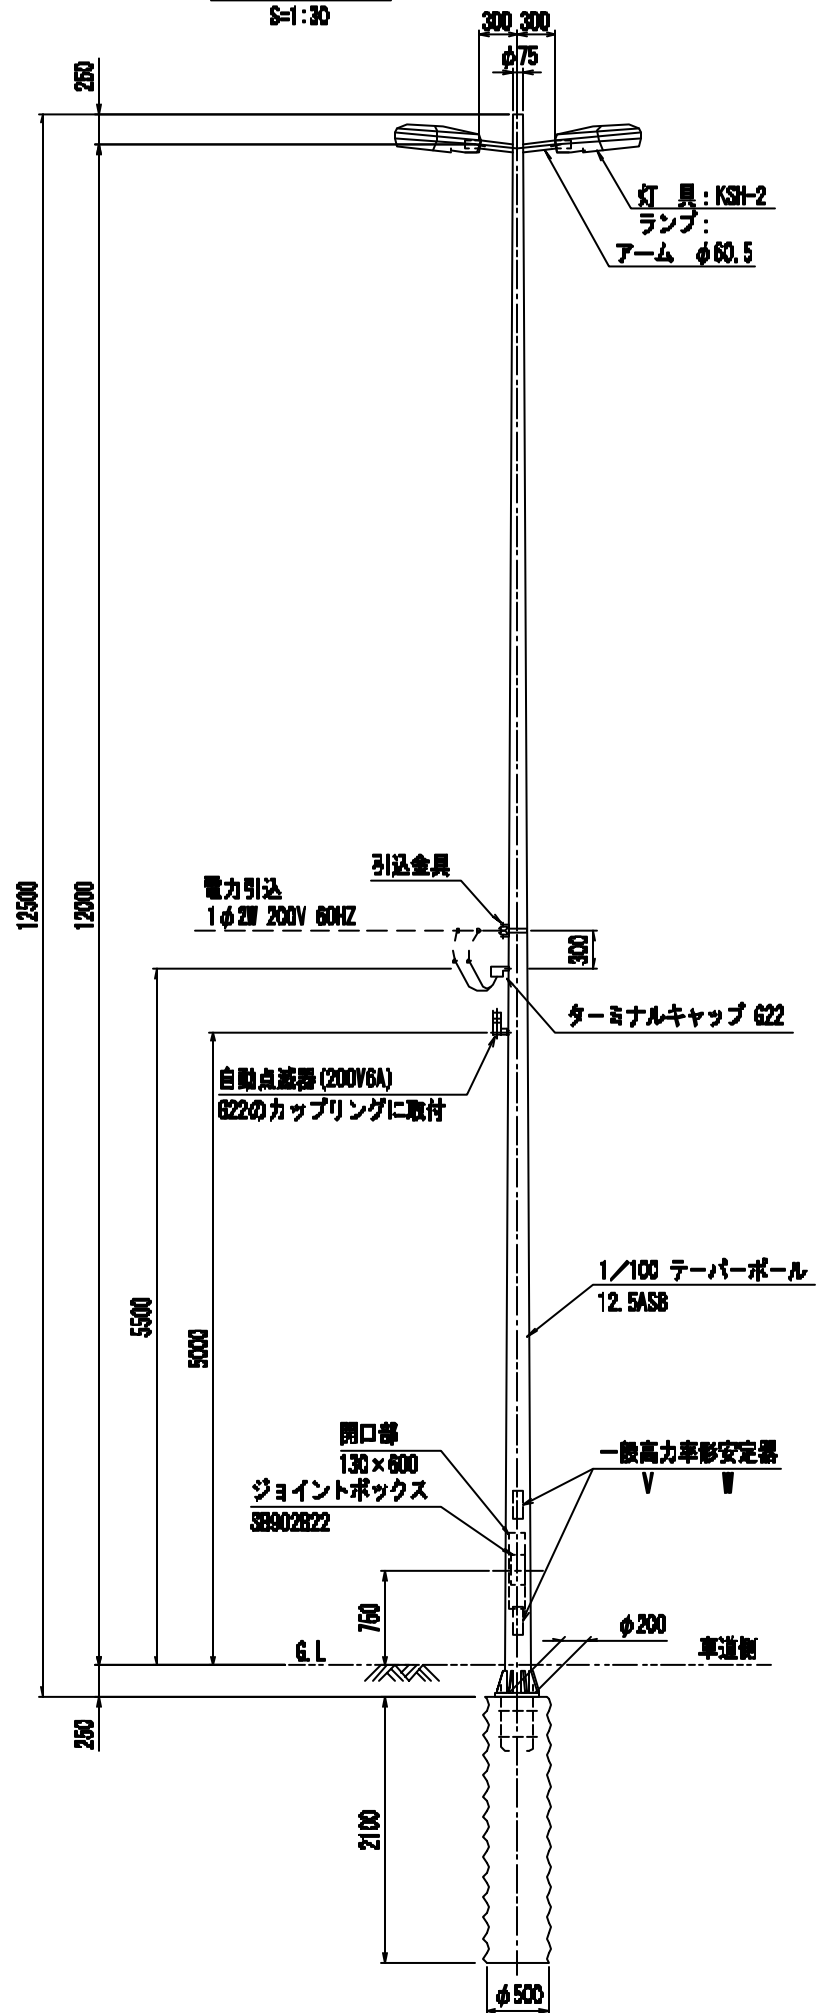 S=1:30
300 300
φ75
250
灯 具:KSH-2
ランプ:
アーム φ60.5
12500
12000
引込金具
電力引込
1φ2W 200V 60HZ
300
ターミナルキャップ G22
自動点滅器(200V6A)
G22のカップリングに取付
5500
5000
1/100 テーパーポール
12.5AS8
開口部
130×600
一般高力率形安定器
V W
ジョイントボックス
SB902B22
750
φ200
G.L
車道側
250
2100
φ500